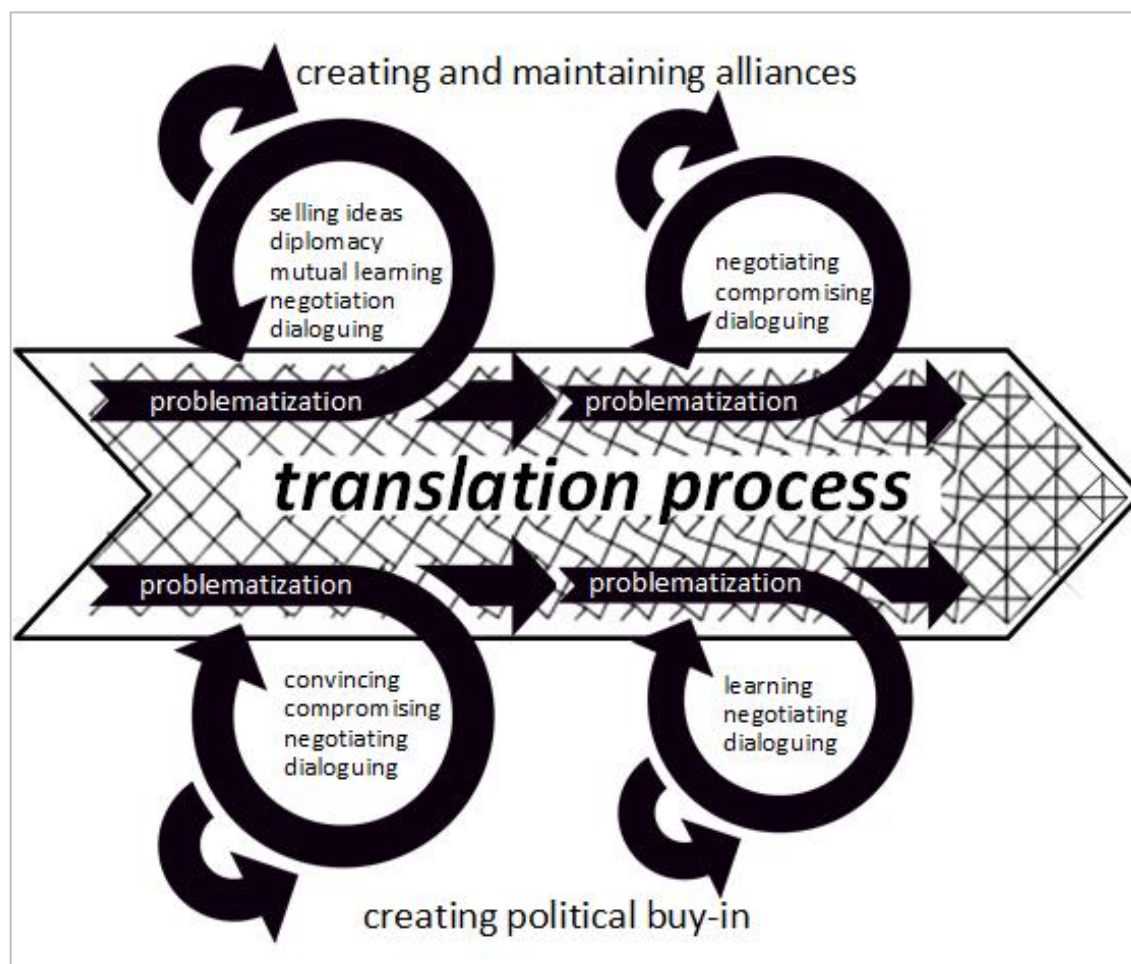 creating and maintaining alliances
selling ideas
diplomacy
mutual learning
negotiation
dialoguing
negotiating
compromising
dialoguing
problematization
problematization
translation process
problematization
problematization
convincing
compromising
negotiating
dialoguing
learning
negotiating
dialoguing
creating political buy-in